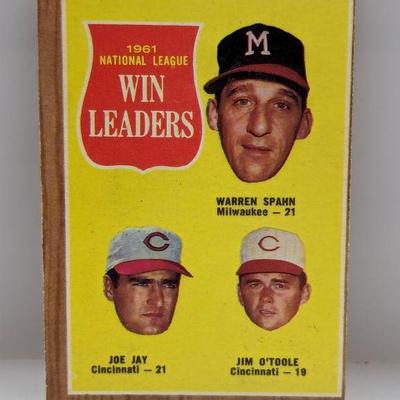 1961
NATIONAL LEAGUE
WIN
LEADERS
M
WARREN SPAHN
Milwaukee — 21
C
C
JOE JAY
Cincinnati — 21
JIM O'TOOLE
Cincinnati — 19